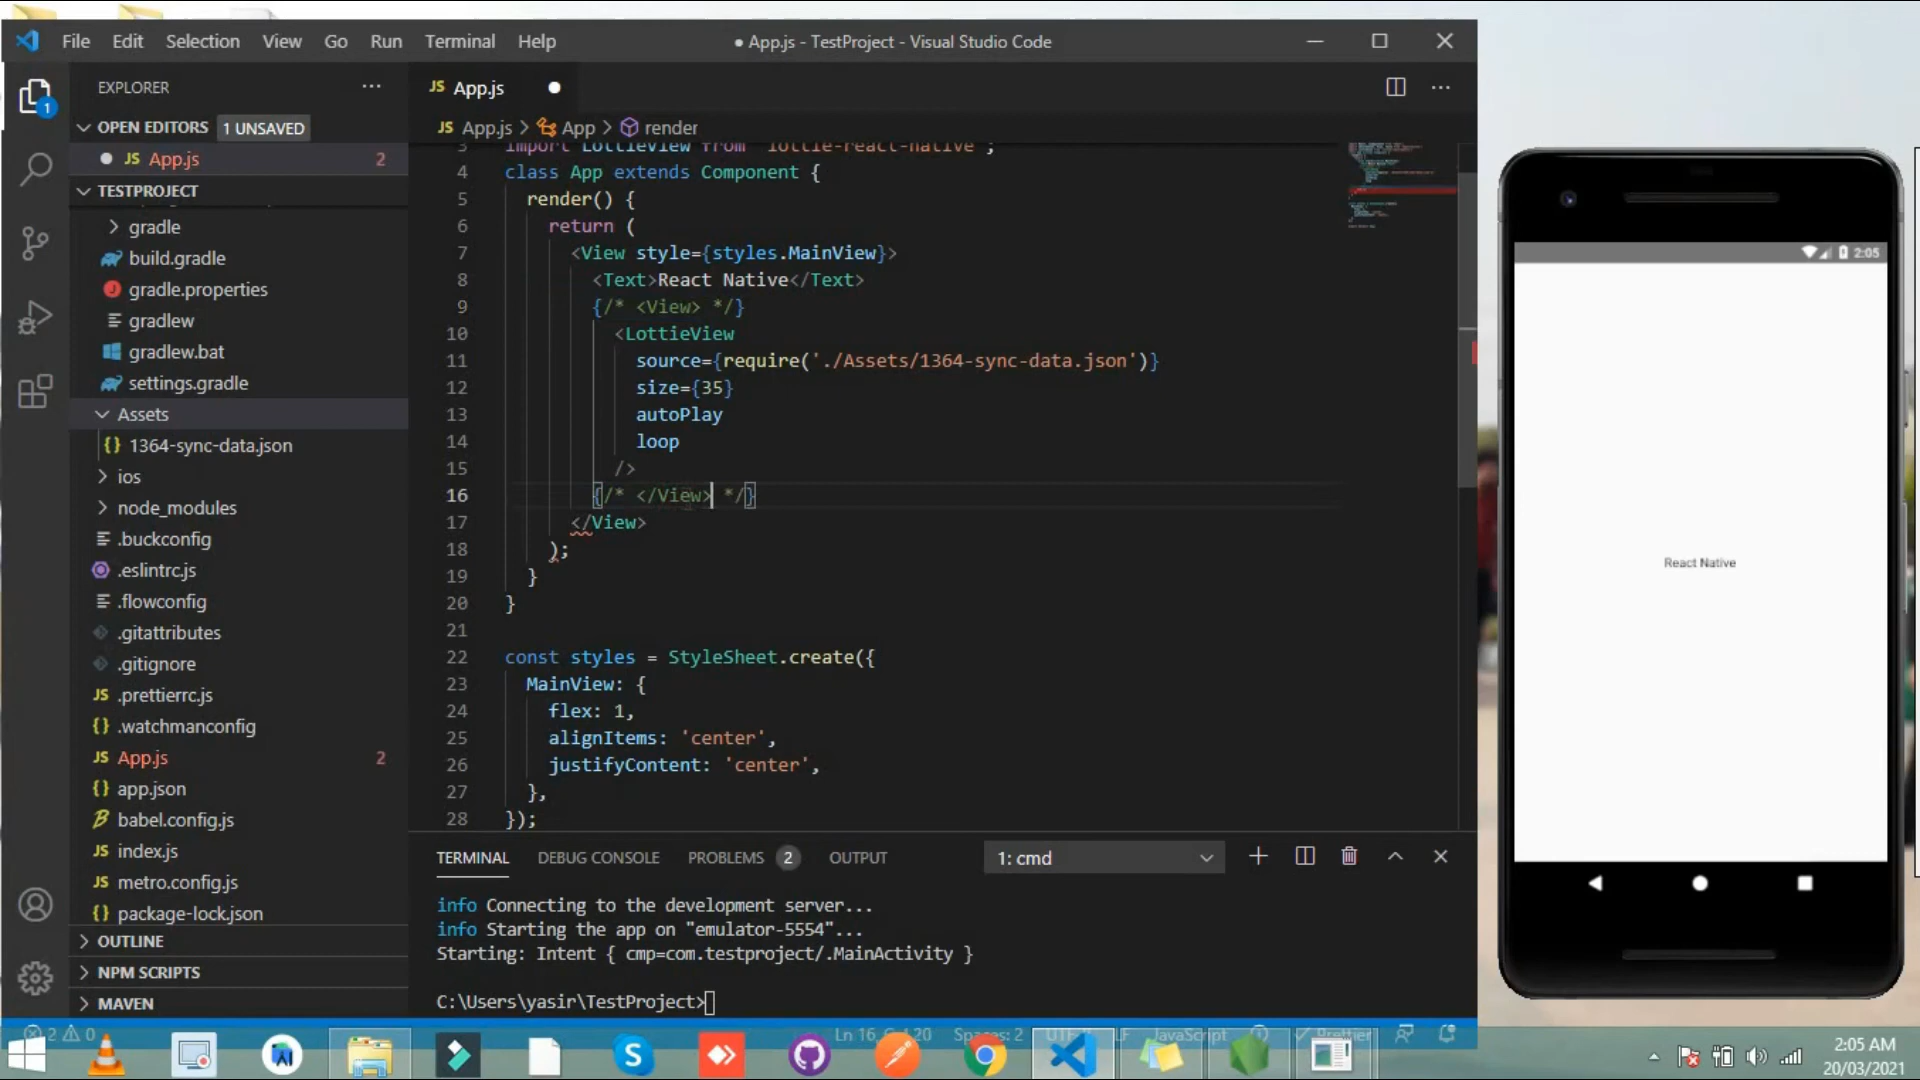 File Edit Selection View Go Run Terminal Help
● App.js - TestProject - Visual Studio Code
EXPLORER
OPEN EDITORS 1 UNSAVED
JS App.js 2
TESTPROJECT
gradle
build.gradle
gradle.properties
gradlew
gradlew.bat
settings.gradle
Assets
{} 1364-sync-data.json
ios
node_modules
.buckconfig
.eslintrc.js
.flowconfig
.gitattributes
.gitignore
JS .prettierrc.js
{} .watchmanconfig
JS App.js 2
{} app.json
babel.config.js
JS index.js
JS metro.config.js
{} package-lock.json
OUTLINE
NPM SCRIPTS
MAVEN
1
JS App.js
JS App.js > App > render
3 import LottieView from 'lottie-react-native';
4 class App extends Component {
5 render() {
6 return (
7 <View style={styles.MainView}>
8 <Text>React Native</Text>
9 {/* <View> */}
10 <LottieView
11 source={require('./Assets/1364-sync-data.json')}
12 size={35}
13 autoPlay
14 loop
15 />
16 {/* </View> */}
17 </View>
18 );
19 }
20 }
21
22 const styles = StyleSheet.create({
23 MainView: {
24 flex: 1,
25 alignItems: 'center',
26 justifyContent: 'center',
27 },
28 });
TERMINAL DEBUG CONSOLE PROBLEMS 2 OUTPUT 1: cmd
info Connecting to the development server...
info Starting the app on "emulator-5554"...
Starting: Intent { cmp=com.testproject/.MainActivity }
C:\Users\yasir\TestProject>
2 0 Ln 16, Spaces: 2 JavaScript Prettier
2:05
React Native
2:05 AM
20/03/2021